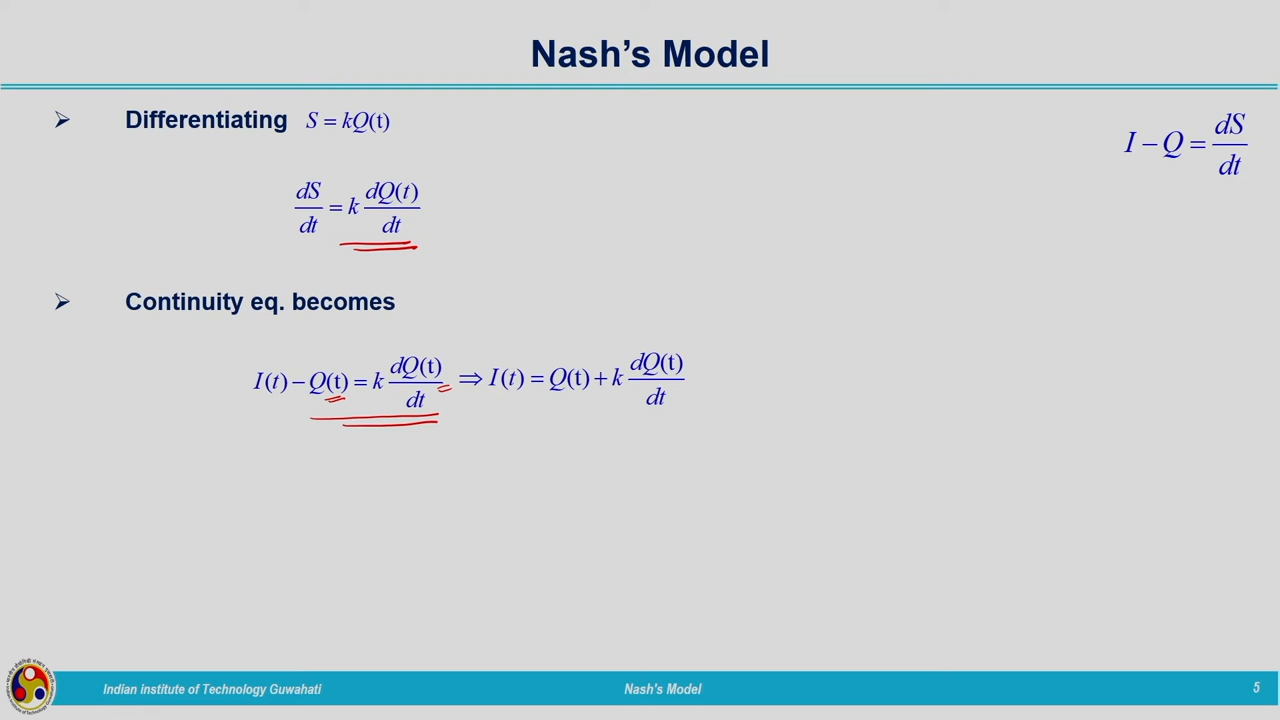 Nash's Model
➢ Differentiating S = kQ(t)
I − Q = dS/dt
dS/dt = k dQ(t)/dt
➢ Continuity eq. becomes
I(t) − Q(t) = k dQ(t)/dt ⇒ I(t) = Q(t) + k dQ(t)/dt
Indian institute of Technology Guwahati Nash's Model 5